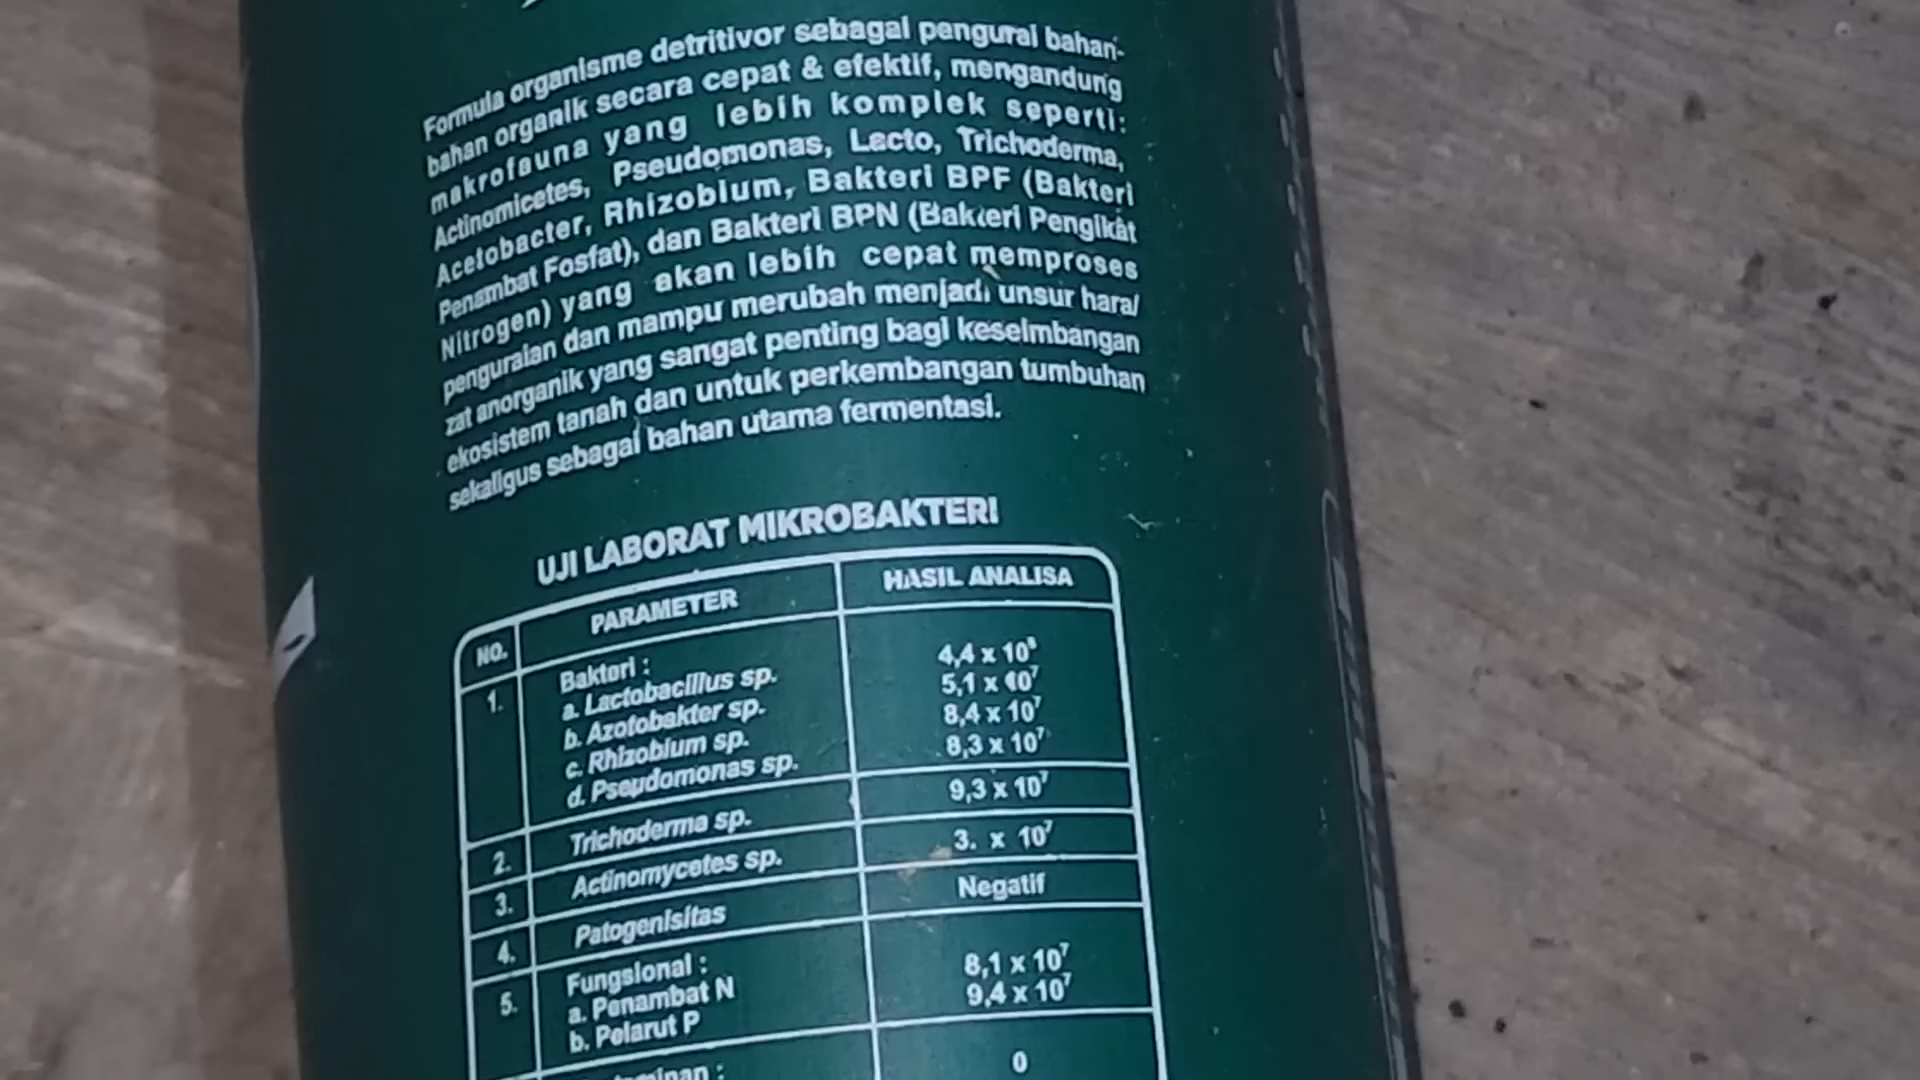 Formula organisme detritivor sebagai pengurai bahan-
bahan organik secara cepat & efektif, mengandung
makrofauna yang lebih komplek seperti:
Actinomicetes, Pseudomonas, Lacto, Trichoderma,
Acetobacter, Rhizobium, Bakteri BPF (Bakteri
Penambat Fosfat), dan Bakteri BPN (Bakteri Pengikat
Nitrogen) yang akan lebih cepat memproses
penguraian dan mampu merubah menjadi unsur hara/
zat anorganik yang sangat penting bagi keseimbangan
ekosistem tanah dan untuk perkembangan tumbuhan
sekaligus sebagai bahan utama fermentasi.
UJI LABORAT MIKROBAKTERI
NO. PARAMETER HASIL ANALISA
1. Bakteri :
a. Lactobacillus sp. 4,4 x 10⁸
b. Azotobakter sp. 5,1 x 10⁷
c. Rhizobium sp. 8,4 x 10⁷
d. Pseudomonas sp. 8,3 x 10⁷
2. Trichoderma sp. 9,3 x 10⁷
3. Actinomycetes sp. 3. x 10⁷
4. Patogenisitas Negatif
5. Fungsional :
a. Penambat N 8,1 x 10⁷
b. Pelarut P 9,4 x 10⁷
0